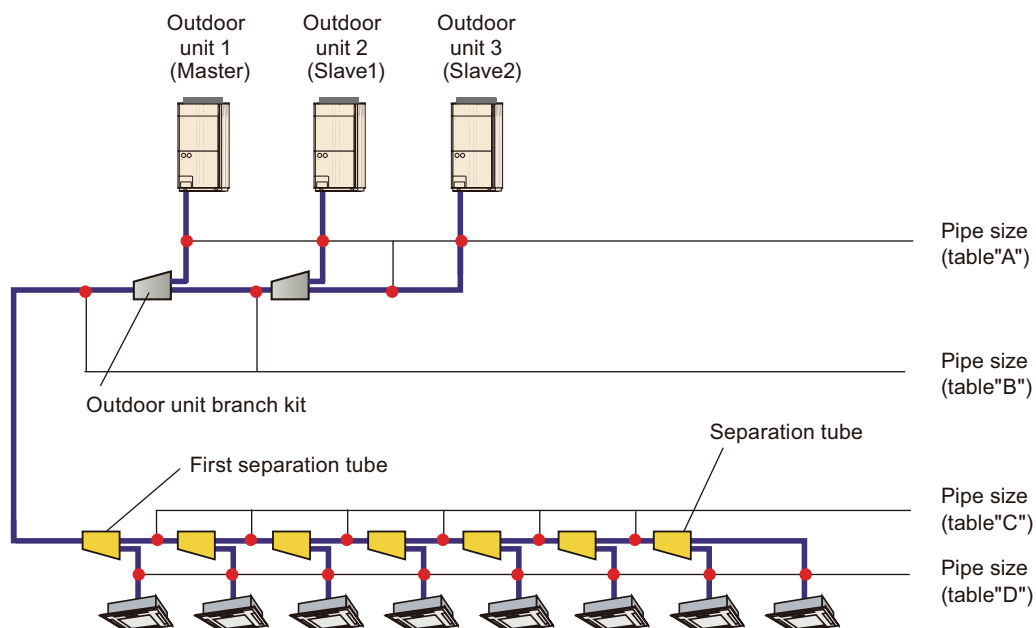 Outdoor
unit 1
(Master)
Outdoor
unit 2
(Slave1)
Outdoor
unit 3
(Slave2)
Pipe size
(table"A")
Pipe size
(table"B")
Outdoor unit branch kit
Separation tube
First separation tube
Pipe size
(table"C")
Pipe size
(table"D")